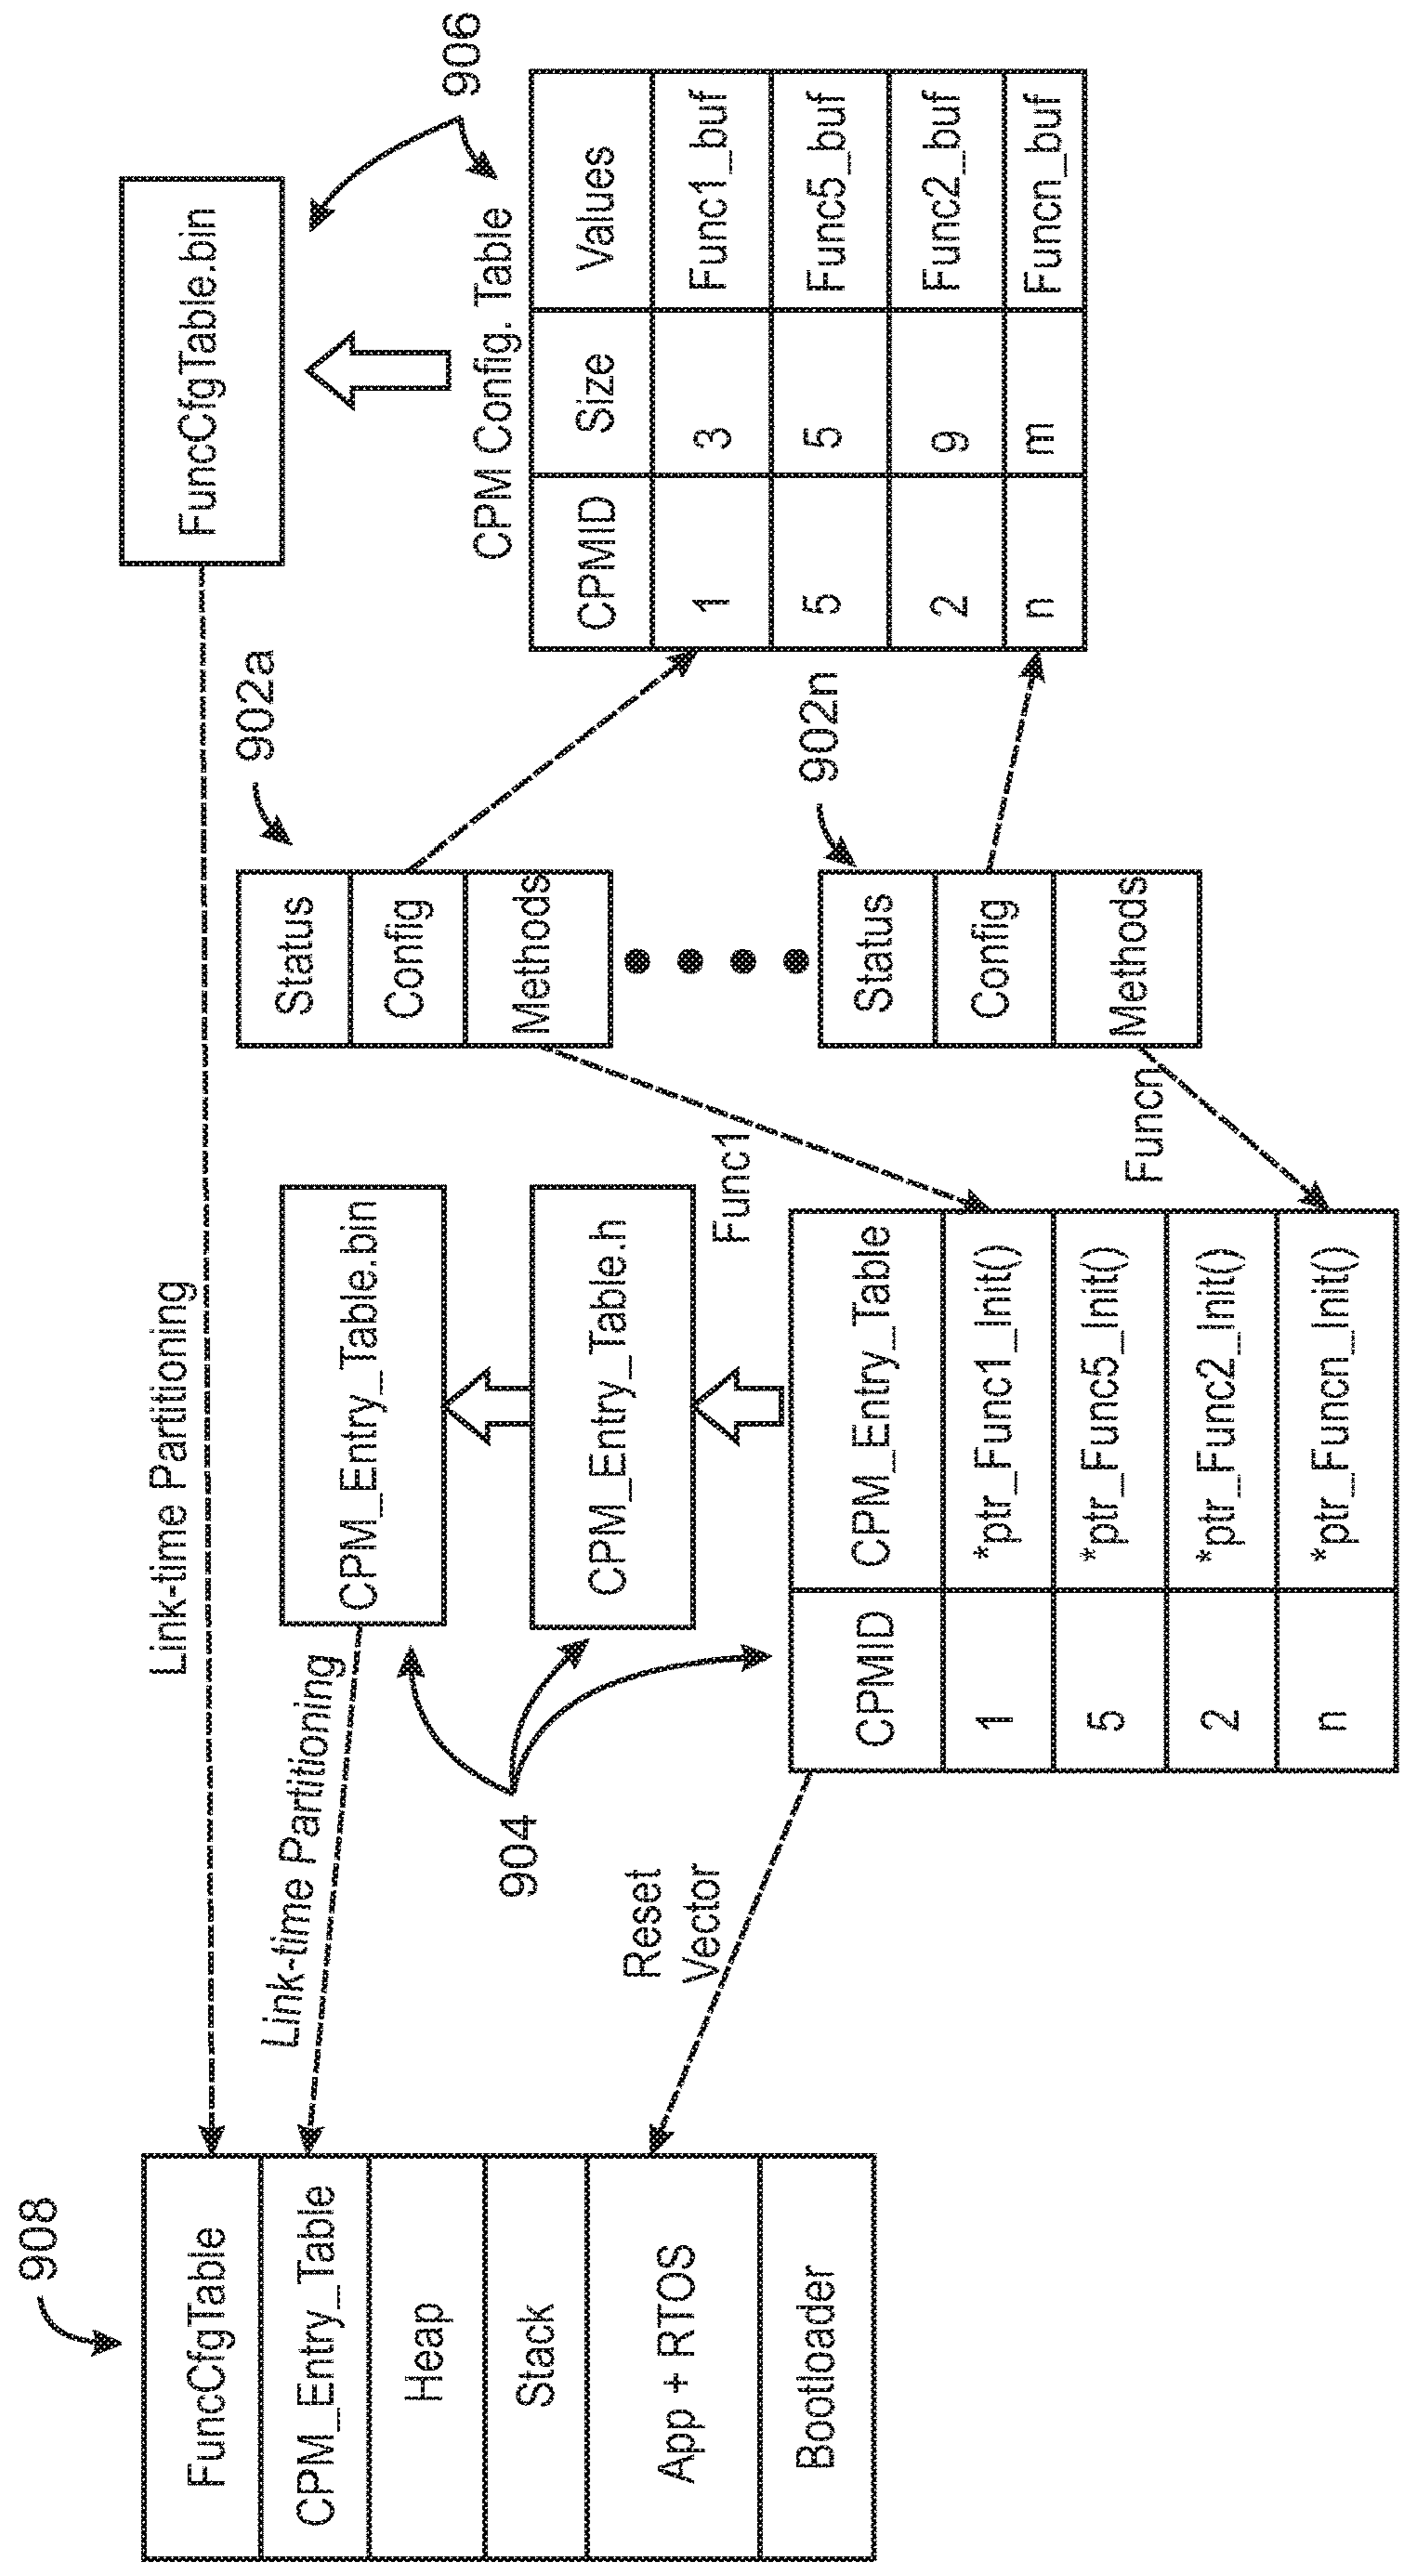 908
FuncCfgTable
CPM_Entry_Table
Heap
Stack
App + RTOS
Bootloader
Link-time Partitioning
Link-time Partitioning
Reset
Vector
904
CPM_Entry_Table.bin
CPM_Entry_Table.h
CPMID CPM_Entry_Table
1 *ptr_Func1_Init()
5 *ptr_Func5_Init()
2 *ptr_Func2_Init()
n *ptr_Funcn_Init()
Func1
Funcn
902a
Status
Config
Methods
902n
Status
Config
Methods
FuncCfgTable.bin
906
CPM Config. Table
CPMID Size Values
1 3 Func1_buf
5 5 Func5_buf
2 9 Func2_buf
n m Funcn_buf